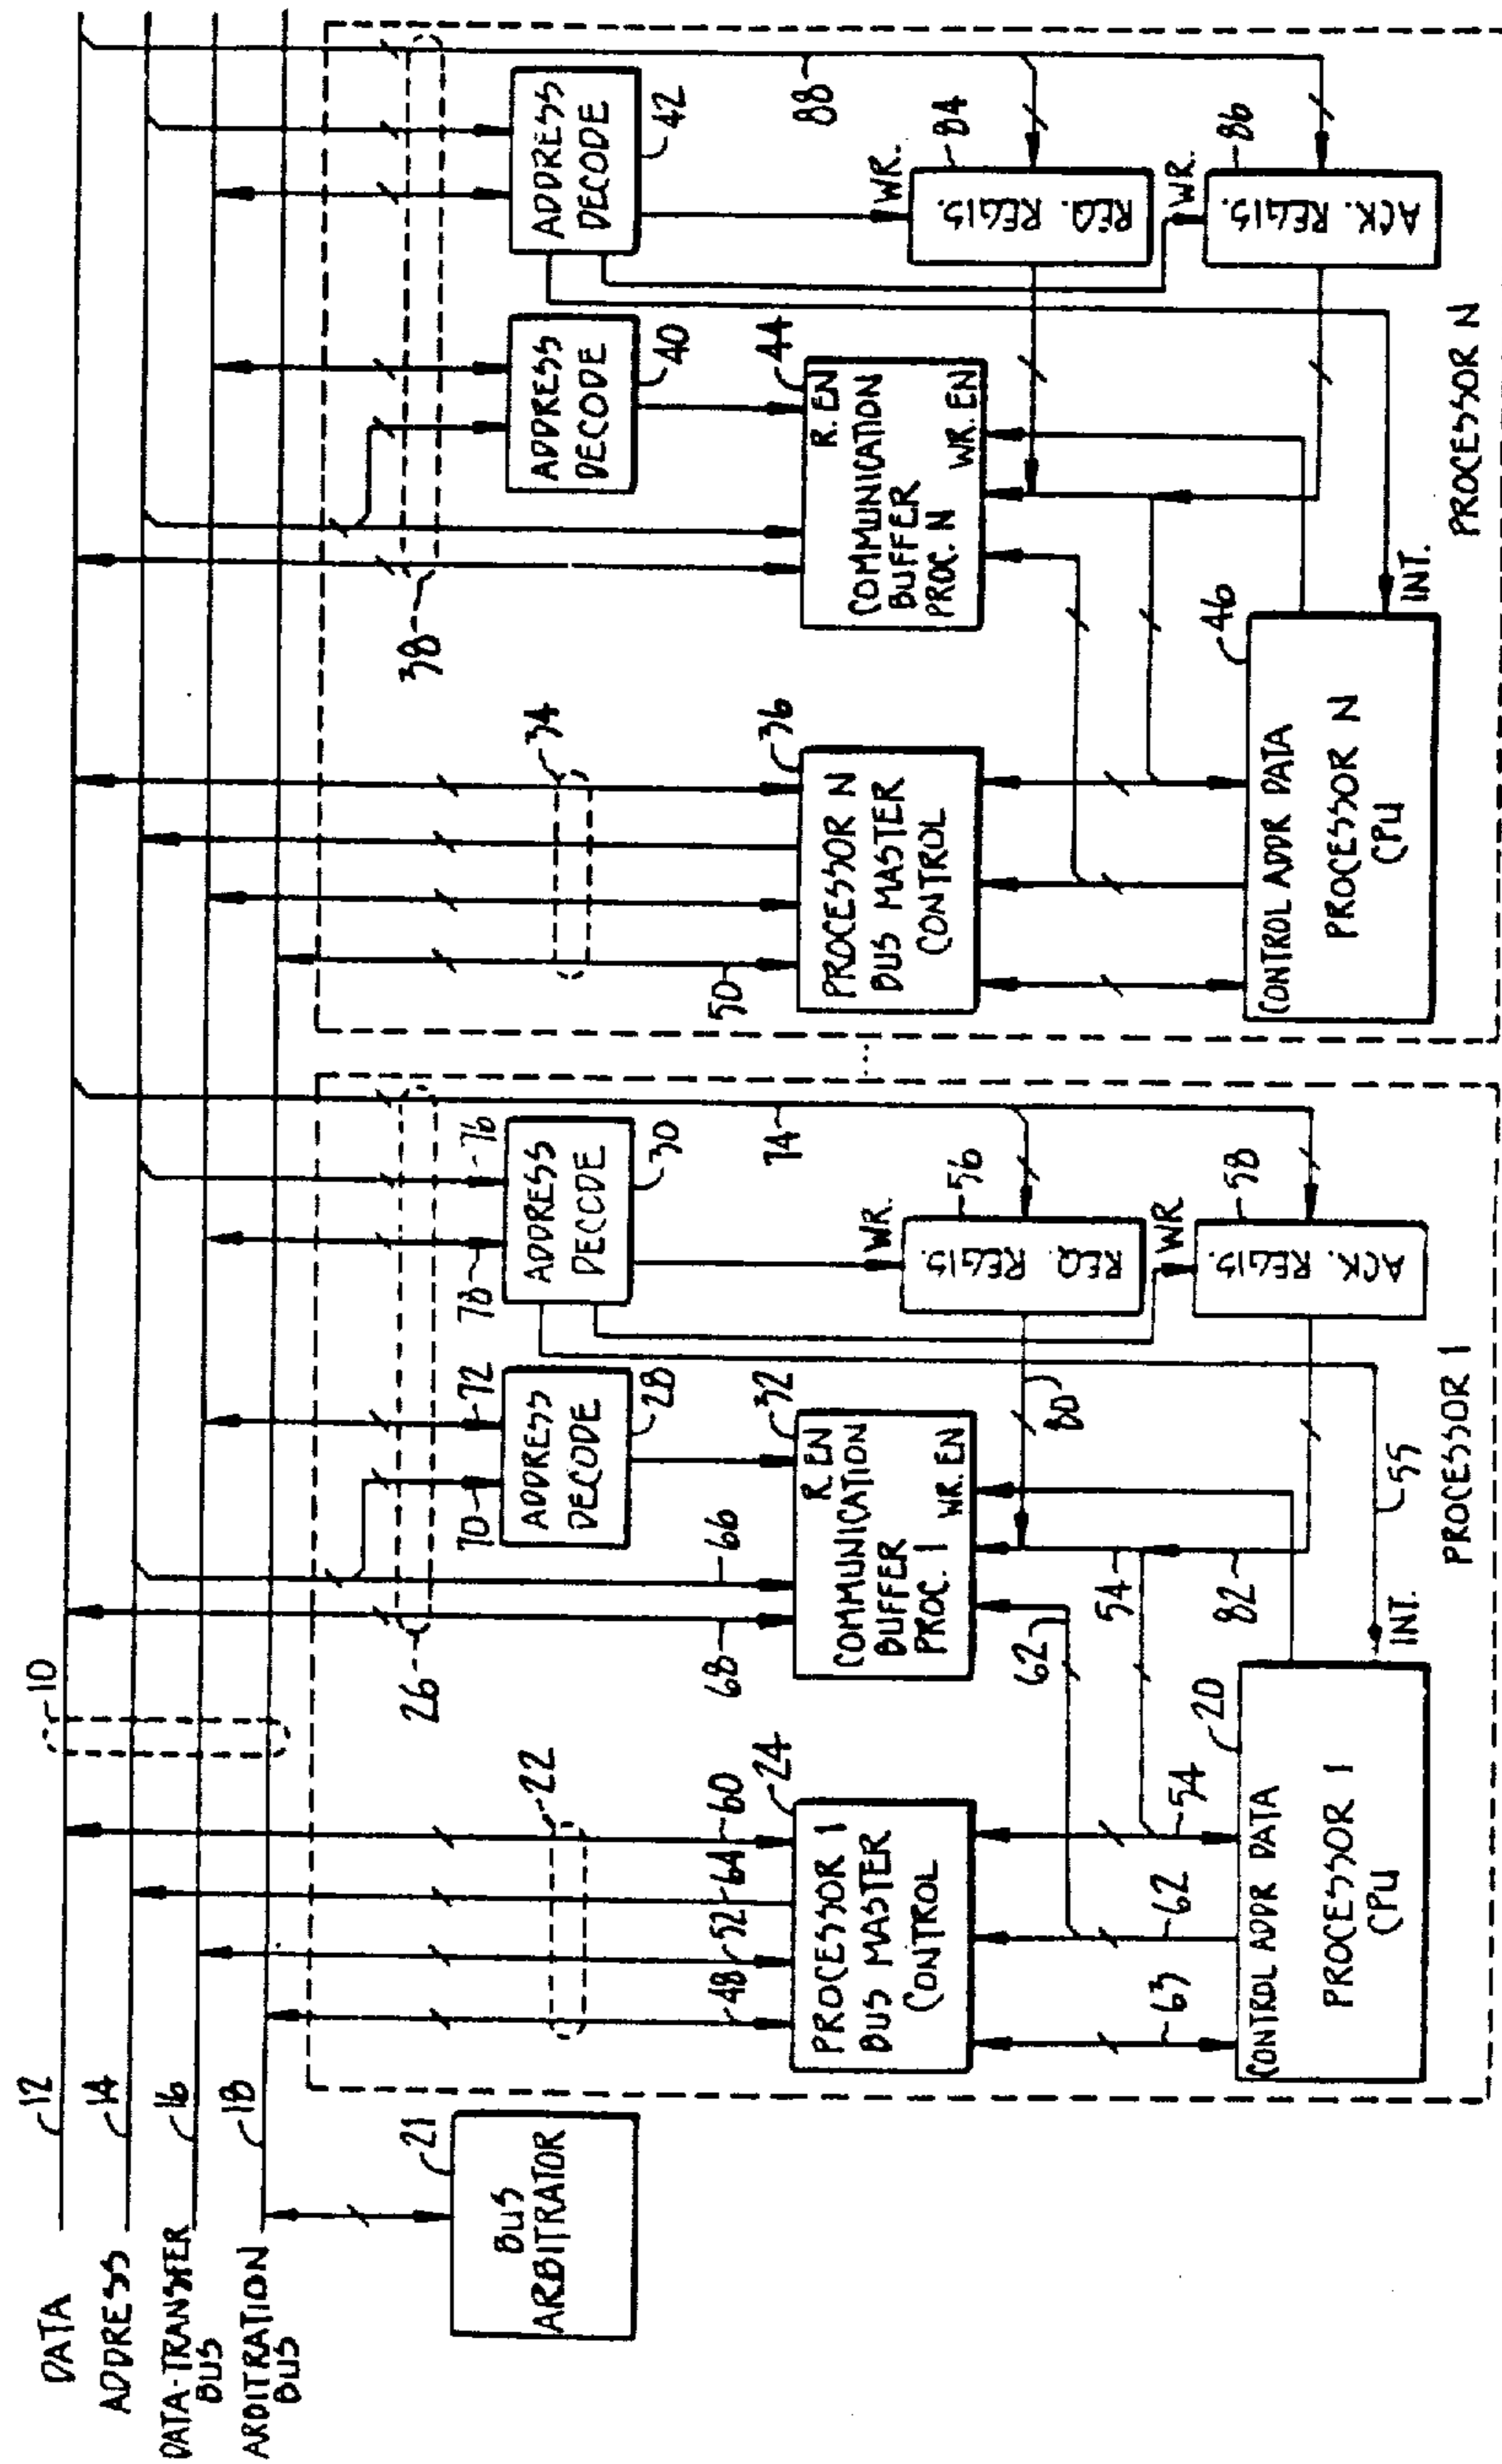 DATA
12
ADDRESS
14
DATA-TRANSFER
BUS
16
ARBITRATION
BUS
18
10
BUS
ARBITRATOR
21
22
48
52
64
60
PROCESSOR 1
BUS MASTER
CONTROL
24
63
62
54
CONTROL ADDR DATA
PROCESSOR 1
CPU
20
INT.
55
26
68
66
70
72
ADDRESS
DECODE
28
R. EN
COMMUNICATION
BUFFER
PROC. 1
WR. EN
32
62
54
82
80
78
76
ADDRESS
DECODE
30
74
WR.
REQ.
REGIS.
56
WR
ACK.
REGIS.
58
PROCESSOR 1
...
34
50
PROCESSOR N
BUS MASTER
CONTROL
36
CONTROL ADDR DATA
PROCESSOR N
CPU
46
INT.
38
ADDRESS
DECODE
40
R. EN
COMMUNICATION
BUFFER
PROC. N
WR. EN
44
ADDRESS
DECODE
42
88
WR.
REQ.
REGIS.
84
WR.
ACK.
REGIS.
86
PROCESSOR N